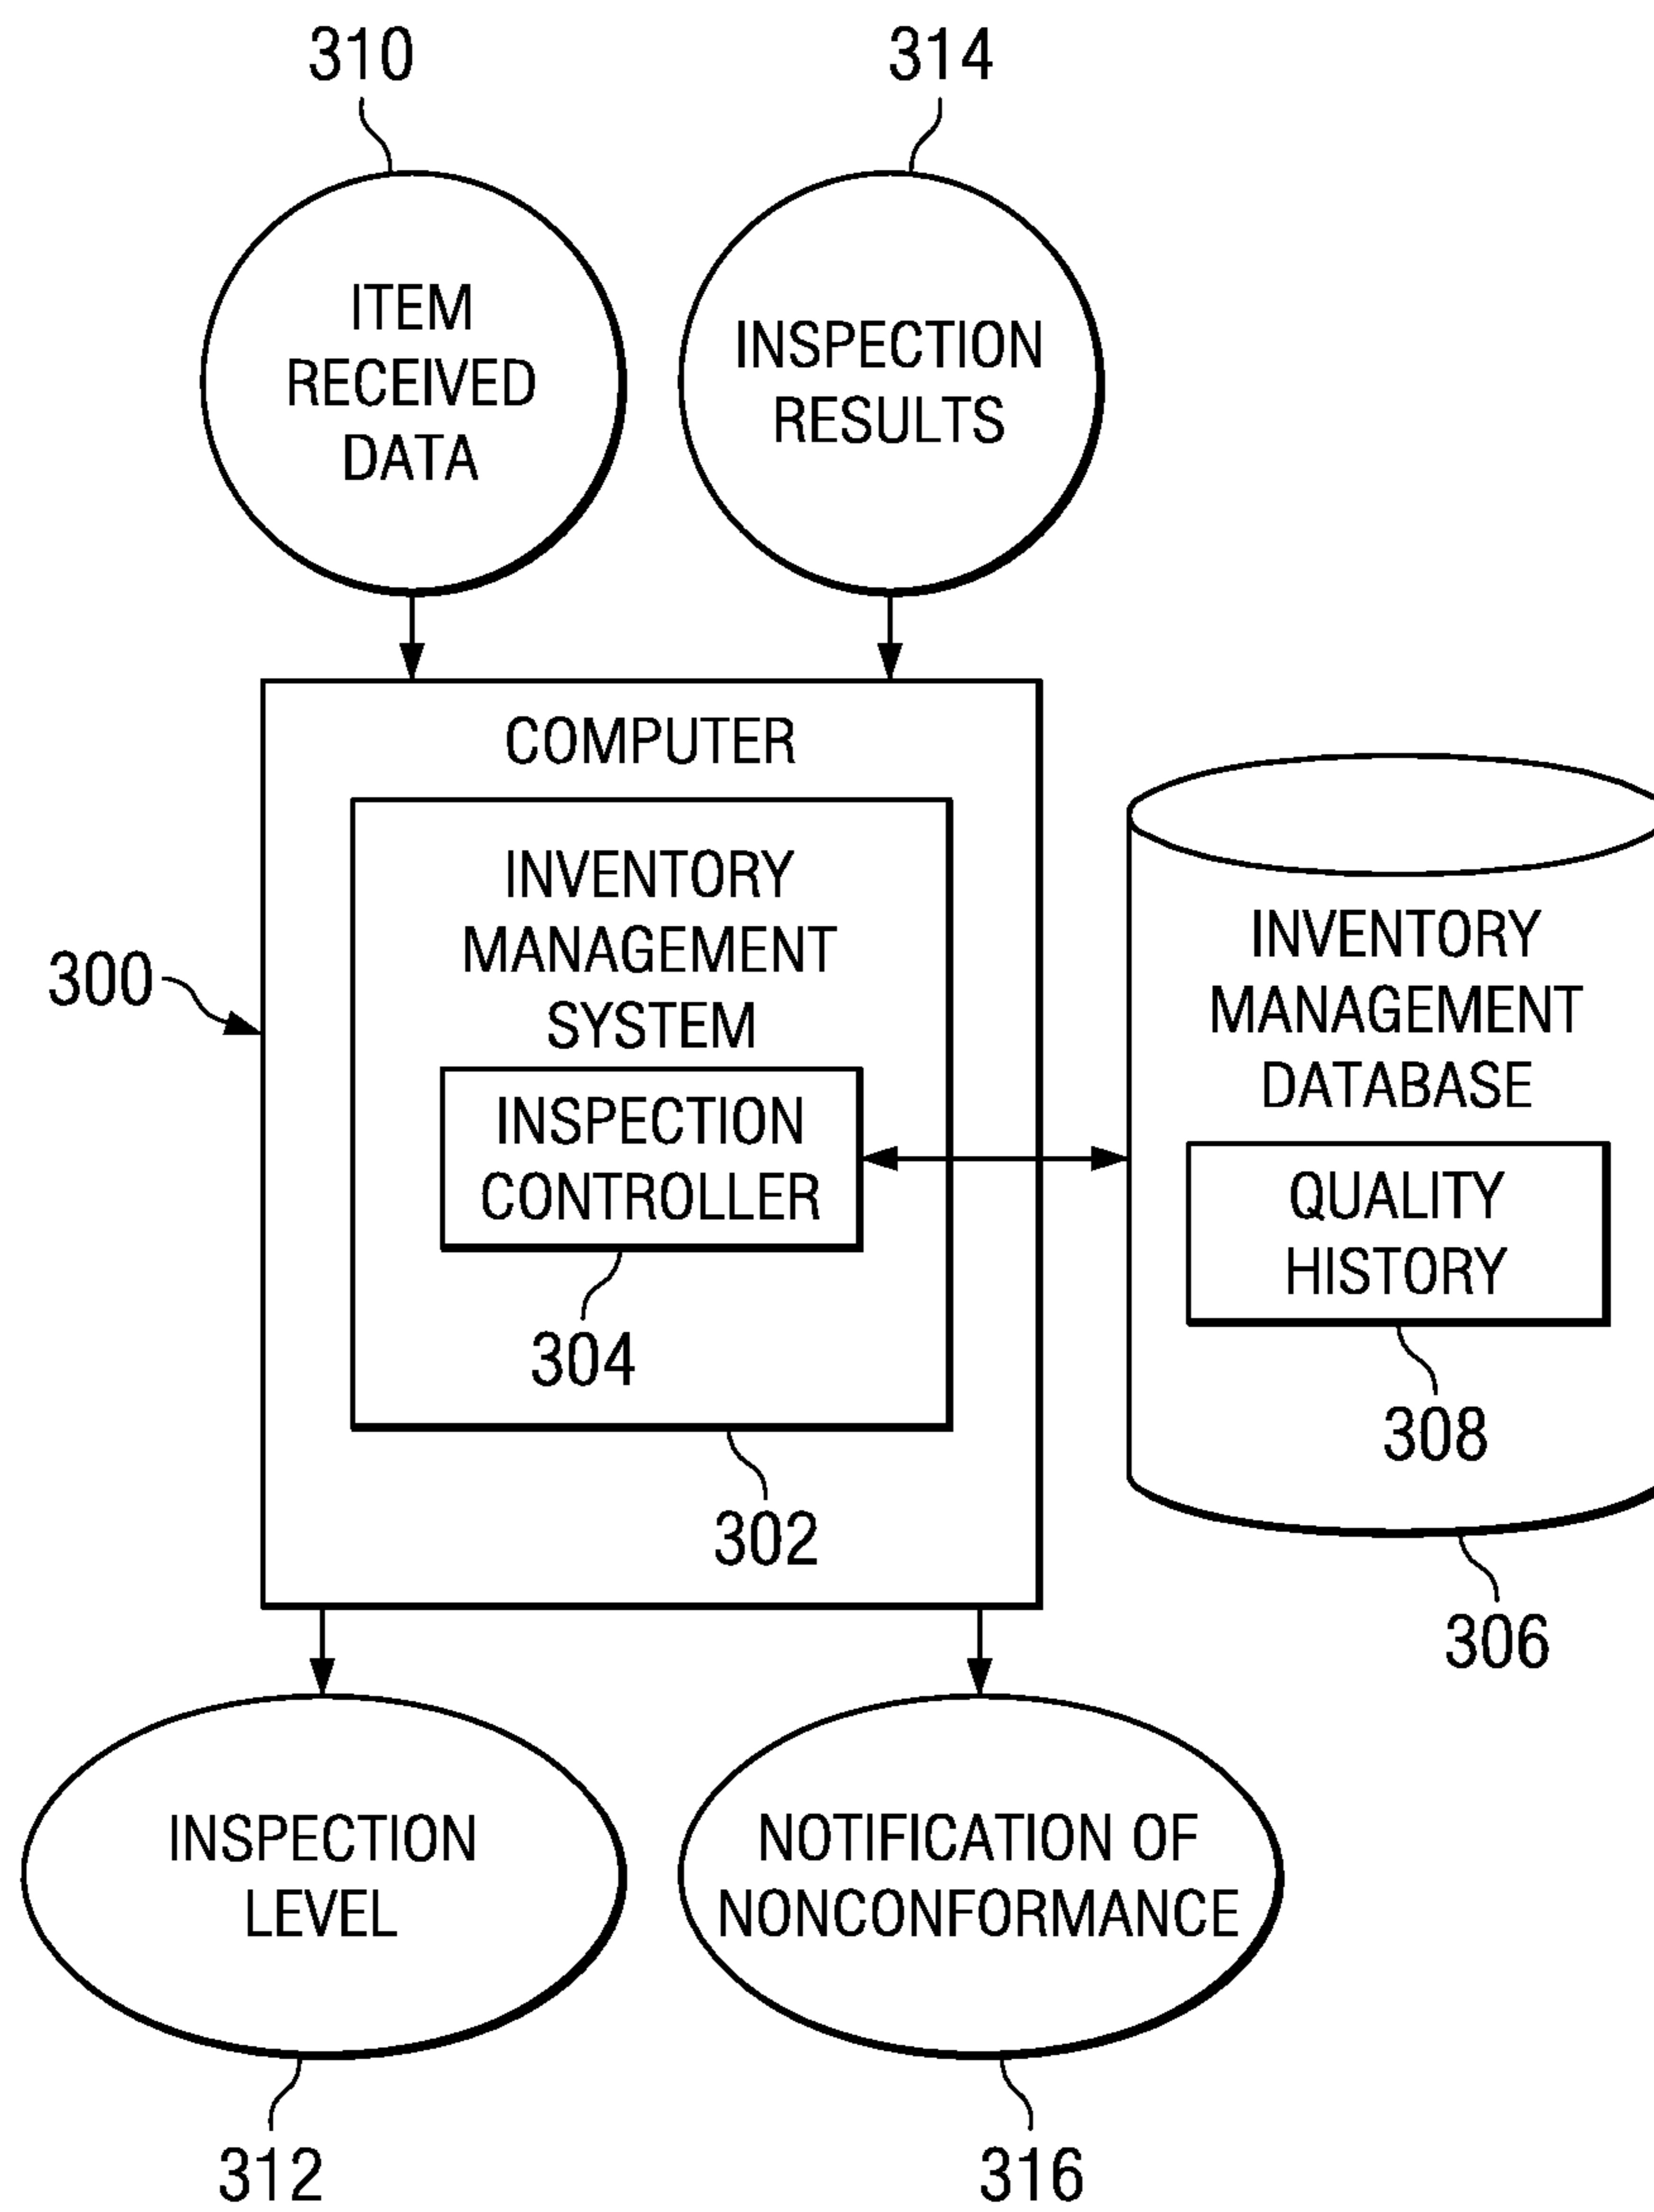 310
314
ITEM
RECEIVED
DATA
INSPECTION
RESULTS
COMPUTER
INVENTORY
MANAGEMENT
SYSTEM
300
INSPECTION
CONTROLLER
304
302
INVENTORY
MANAGEMENT
DATABASE
QUALITY
HISTORY
308
306
INSPECTION
LEVEL
NOTIFICATION OF
NONCONFORMANCE
312
316